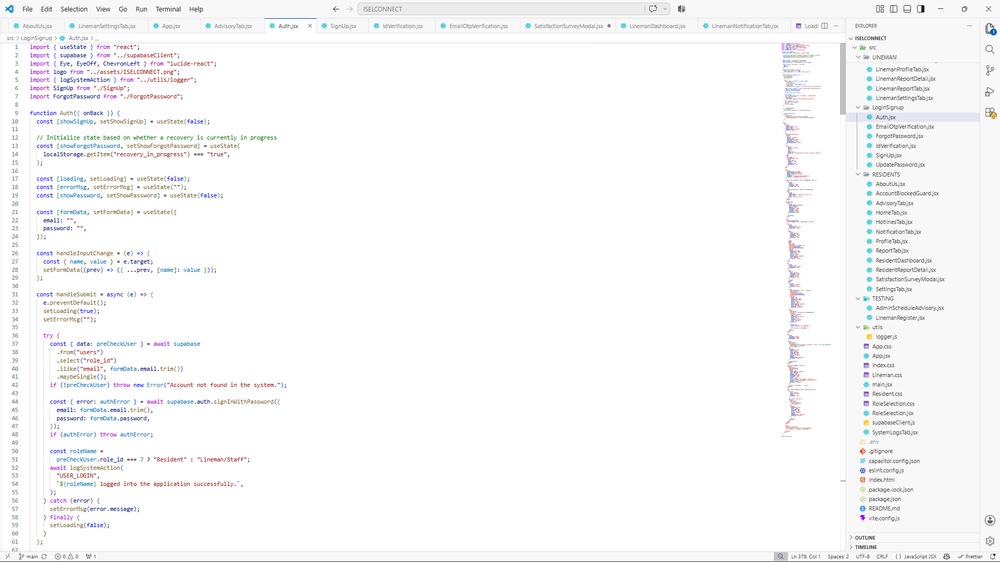 File Edit Selection View Go Run Terminal Help
ISELCONNECT
AboutUs.jsx LinemanSettingsTab.jsx App.jsx AdvisoryTab.jsx Auth.jsx SignUp.jsx IdVerification.jsx EmailOtpVerification.jsx SatisfactionSurveyModal.jsx LinemanDashboard.jsx LinemanNotificationTab.jsx Loadi
src > LoginSignup > Auth.jsx > ...
1 import { useState } from "react";
2 import { supabase } from "../supabaseClient";
3 import { Eye, EyeOff, ChevronLeft } from "lucide-react";
4 import logo from "../assets/ISELCONNECT.png";
5 import { logSystemAction } from "../utils/logger";
6 import SignUp from "./SignUp";
7 import ForgotPassword from "./ForgotPassword";
8
9 function Auth({ onBack }) {
10 const [showSignUp, setShowSignUp] = useState(false);
11
12 // Initialize state based on whether a recovery is currently in progress
13 const [showForgotPassword, setShowForgotPassword] = useState(
14 localStorage.getItem("recovery_in_progress") === "true",
15 );
16
17 const [loading, setLoading] = useState(false);
18 const [errorMsg, setErrorMsg] = useState("");
19 const [showPassword, setShowPassword] = useState(false);
20
21 const [formData, setFormData] = useState({
22 email: "",
23 password: "",
24 });
25
26 const handleInputChange = (e) => {
27 const { name, value } = e.target;
28 setFormData((prev) => ({ ...prev, [name]: value }));
29 };
30
31 const handleSubmit = async (e) => {
32 e.preventDefault();
33 setLoading(true);
34 setErrorMsg("");
35
36 try {
37 const { data: preCheckUser } = await supabase
38 .from("users")
39 .select("role_id")
40 .ilike("email", formData.email.trim())
41 .maybeSingle();
42 if (!preCheckUser) throw new Error("Account not found in the system.");
43
44 const { error: authError } = await supabase.auth.signInWithPassword({
45 email: formData.email.trim(),
46 password: formData.password,
47 });
48 if (authError) throw authError;
49
50 const roleName =
51 preCheckUser.role_id === 7 ? "Resident" : "Lineman/Staff";
52 await logSystemAction(
53 "USER_LOGIN",
54 `${roleName} logged into the application successfully.`,
55 );
56 } catch (error) {
57 setErrorMsg(error.message);
58 } finally {
59 setLoading(false);
60 }
61 };
62
EXPLORER
ISELCONNECT
src
LINEMAN
LinemanProfileTab.jsx
LinemanReportDetail.jsx
LinemanReportTab.jsx
LinemanSettingsTab.jsx
LoginSignup
Auth.jsx
EmailOtpVerification.jsx
ForgotPassword.jsx
IdVerification.jsx
SignUp.jsx
UpdatePassword.jsx
RESIDENTS
AboutUs.jsx
AccountBlockedGuard.jsx
AdvisoryTab.jsx
HomeTab.jsx
HotlinesTab.jsx
NotificationTab.jsx
ProfileTab.jsx
ReportTab.jsx
ResidentDashboard.jsx
ResidentReportDetail.jsx
SatisfactionSurveyModal.jsx
SettingsTab.jsx
TESTING
AdminScheduleAdvisory.jsx
LinemanRegister.jsx
utils
logger.js
App.css
App.jsx
index.css
Lineman.css
main.jsx
Resident.css
RoleSelection.css
RoleSelection.jsx
supabaseClient.js
SystemLogsTab.jsx
.env
.gitignore
capacitor.config.json
eslint.config.js
index.html
package-lock.json
package.json
README.md
vite.config.js
OUTLINE
TIMELINE
1
main 0 0 1
Ln 379, Col 1 Spaces: 2 UTF-8 CRLF { } JavaScript JSX Prettier